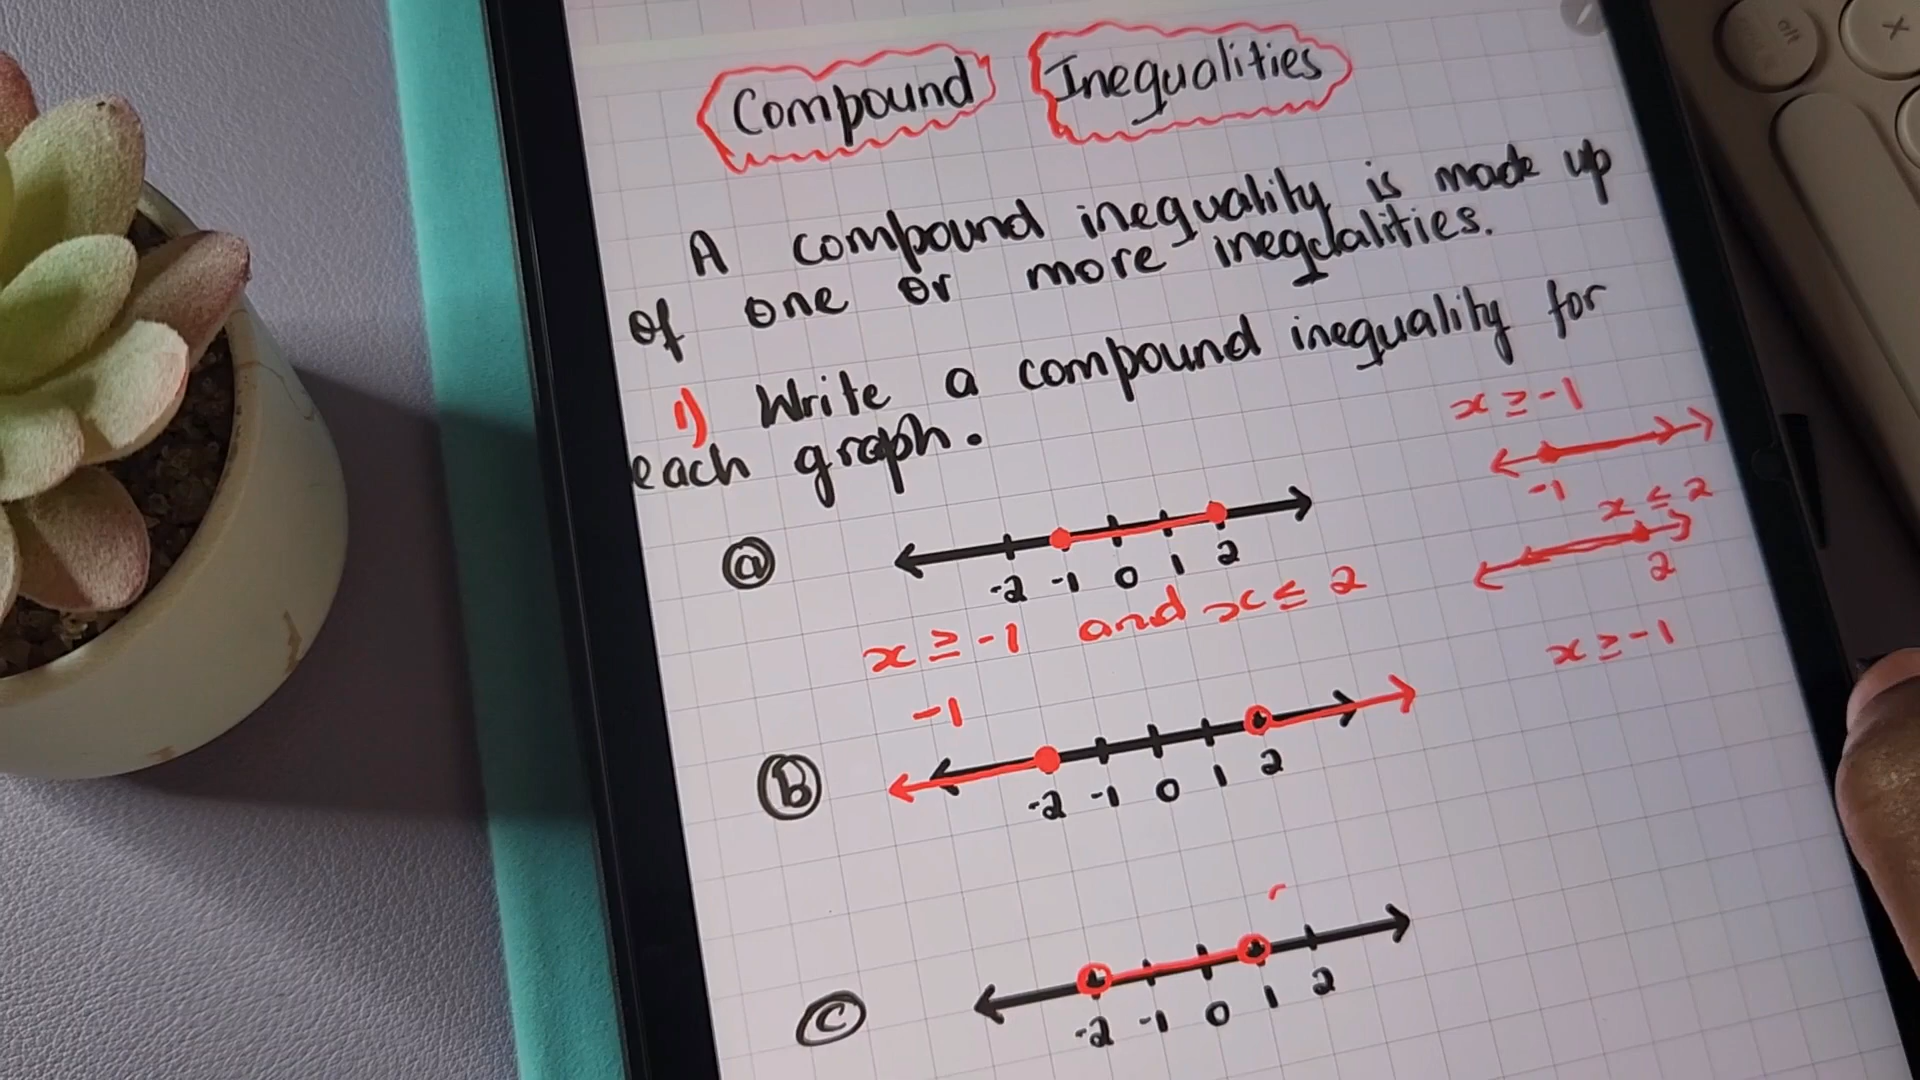 Compound Inequalities
A compound inequality is made up
of one or more inequalities.
1) Write a compound inequality for
each graph.
x ≥ -1
-1
x ≤ 2
2
a
-2 -1 0 1 2
x ≥ -1 and x ≤ 2
x ≥ -1
-1
B
-2 -1 0 1 2
C
-2 -1 0 1 2
alt